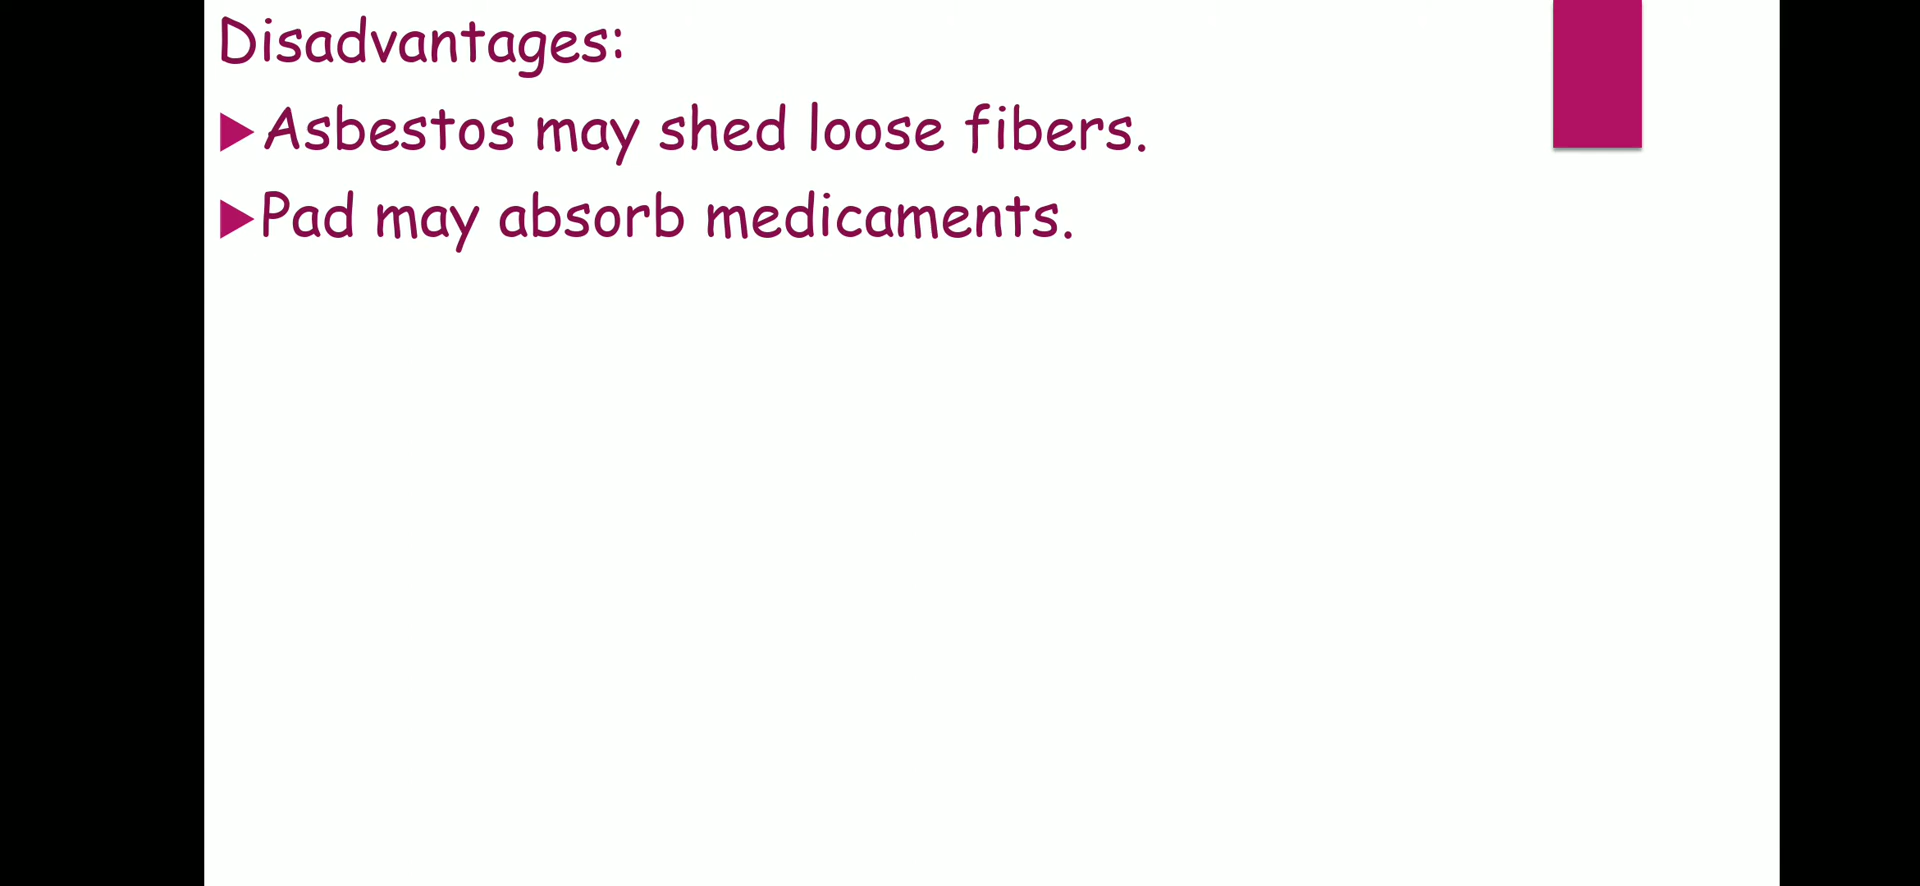 Disadvantages:
Asbestos may shed loose fibers.
Pad may absorb medicaments.